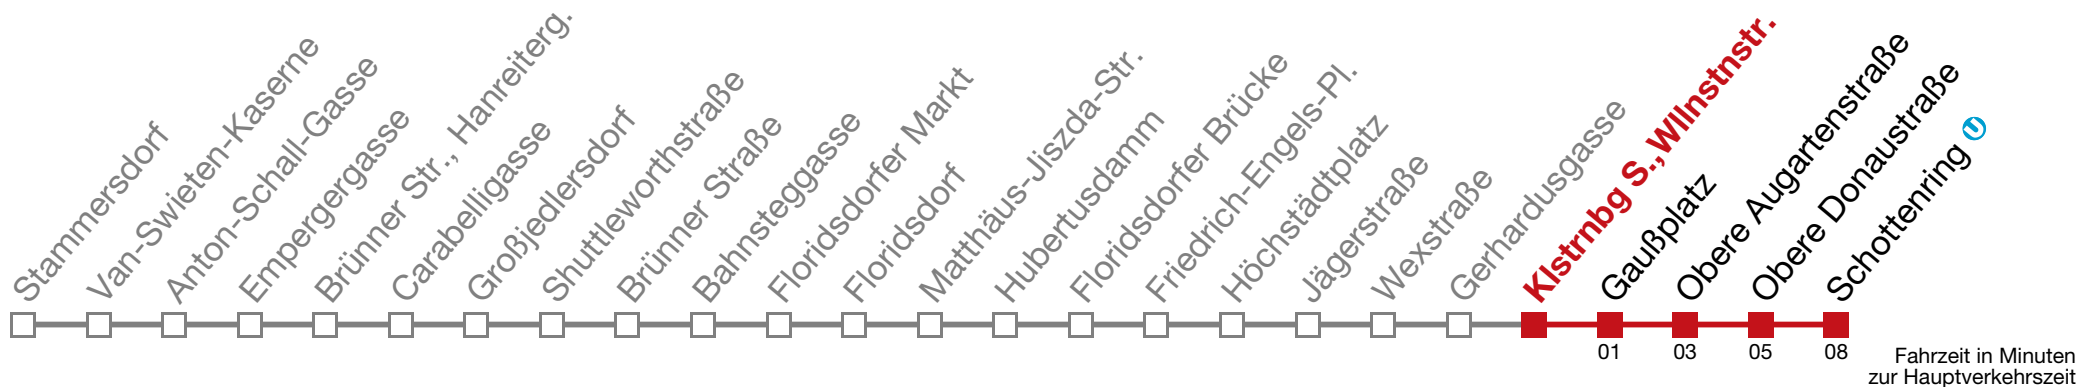 Stammersdorf
Van-Swieten-Kaserne
Anton-Schall-Gasse
Empergergasse
Brünner Str., Hanreiterg.
Carabelligasse
Großjedlersdorf
Shuttleworthstraße
Brünner Straße
Bahnsteggasse
Floridsdorfer Markt
Floridsdorf
Matthäus-Jiszda-Str.
Hubertusdamm
Floridsdorfer Brücke
Friedrich-Engels-Pl.
Höchstädtplatz
Jägerstraße
Wexstraße
Gerhardusgasse
Klstrnbg S.,Wllnstnstr.
Gaußplatz
Obere Augartenstraße
Obere Donaustraße
Schottenring U
01 03 05 08
Fahrzeit in Minuten
zur Hauptverkehrszeit